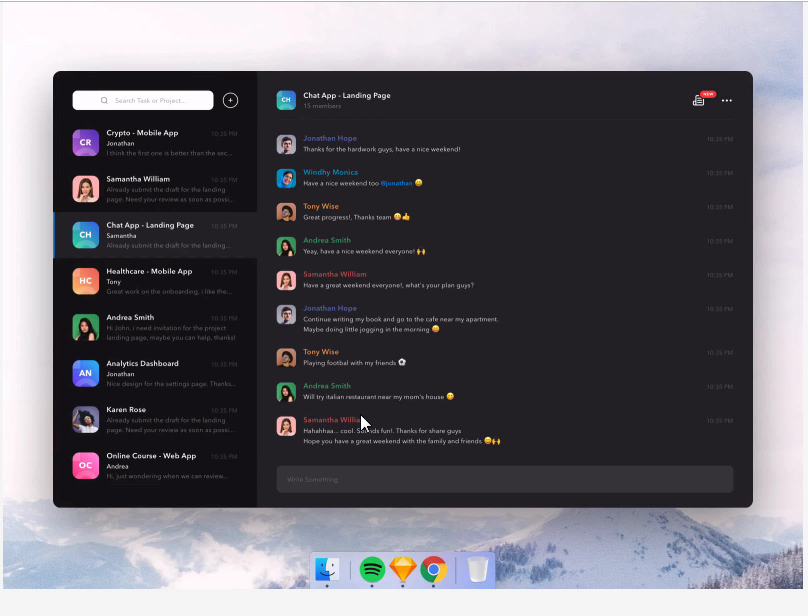 Search Task or Project...
Crypto - Mobile App 10:35 PM
Jonathan
I think the first one is better than the sec...
Samantha William 10:35 PM
Already submit the draft for the landing
page. Need your review as soon as possi...
Chat App - Landing Page 10:35 PM
Samantha
Already submit the draft for the landing...
Healthcare - Mobile App 10:35 PM
Tony
Great work on the onboarding, i like the...
Andrea Smith 10:35 PM
Hi John, i need invitation for the project
landing page, maybe you can help, thanks!
Analytics Dashboard 10:35 PM
Jonathan
Nice design for the settings page. Thanks...
Karen Rose 10:35 PM
Already submit the draft for the landing
page. Need your review as soon as possi...
Online Course - Web App 10:35 PM
Andrea
Hi, just wondering when we can review...
CR
CH
HC
AN
OC
CH
Chat App - Landing Page
15 members
NEW
Jonathan Hope 10:35 PM
Thanks for the hardwork guys, have a nice weekend!
Windhy Monica 10:35 PM
Have a nice weekend too @jonathan 😀
Tony Wise 10:35 PM
Great progress!, Thanks team 😀👍
Andrea Smith 10:35 PM
Yeay, have a nice weekend everyone! 🙌
Samantha William 10:35 PM
Have a great weekend everyone!, what's your plan guys?
Jonathan Hope 10:35 PM
Continue writing my book and go to the cafe near my apartment.
Maybe doing little jogging in the morning 😀
Tony Wise 10:35 PM
Playing footbal with my friends ⚽
Andrea Smith 10:35 PM
Will try italian restaurant near my mom's house 😀
Samantha William 10:35 PM
Hahahhaa... cool. Sounds fun!. Thanks for share guys
Hope you have a great weekend with the family and friends 😀🙌
Write Something